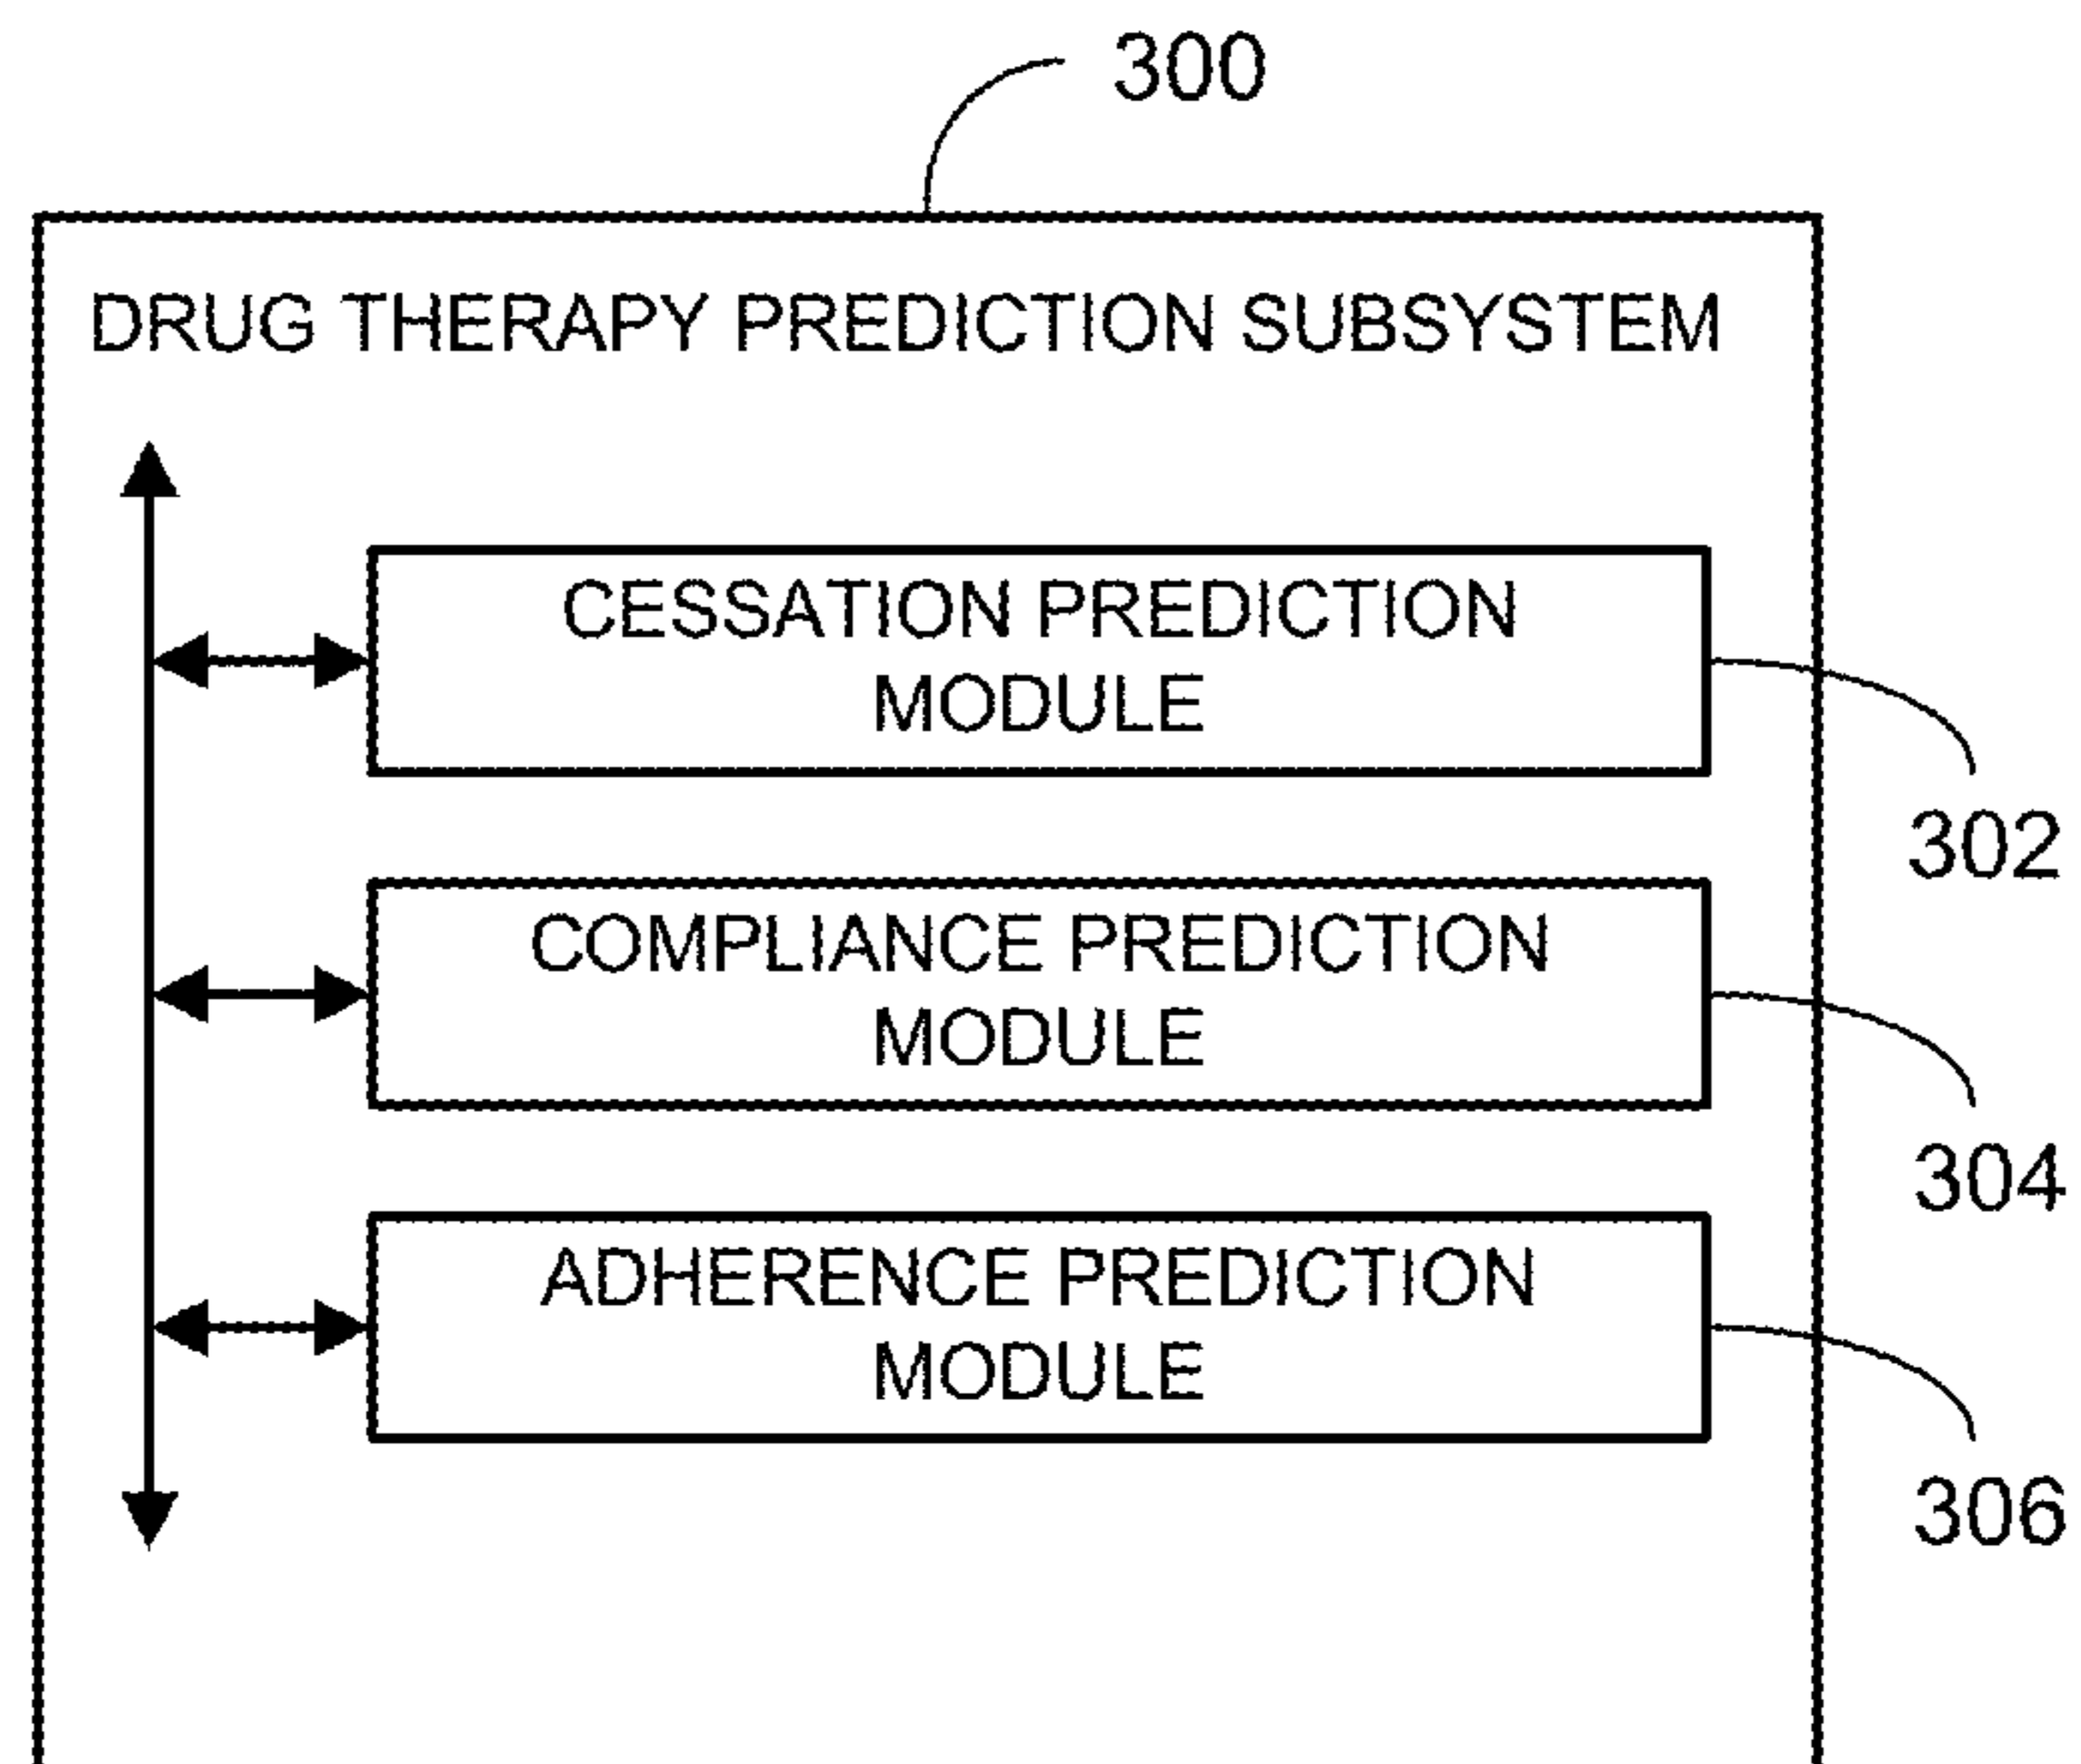 300
DRUG THERAPY PREDICTION SUBSYSTEM
CESSATION PREDICTION
MODULE
302
COMPLIANCE PREDICTION
MODULE
304
ADHERENCE PREDICTION
MODULE
306